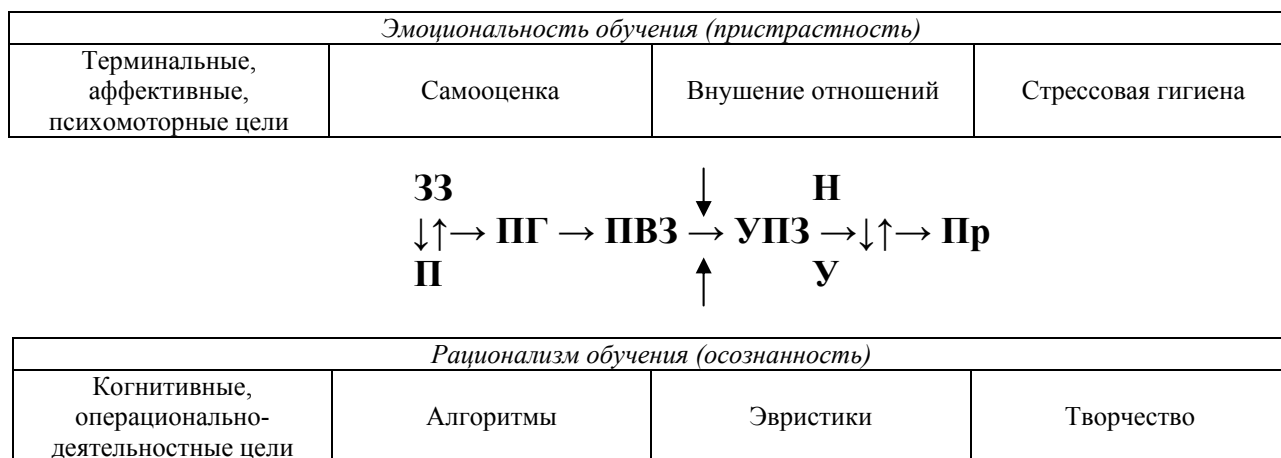 Эмоциональность обучения (пристрастность)
Терминальные,
аффективные,
психомоторные цели
Самооценка
Внушение отношений
Стрессовая гигиена
ЗЗ ↓ Н
↓↑→ ПГ → ПВЗ → УПЗ →↓↑→ Пр
П ↑ У
Рационализм обучения (осознанность)
Когнитивные,
операционально-
деятельностные цели
Алгоритмы
Эвристики
Творчество